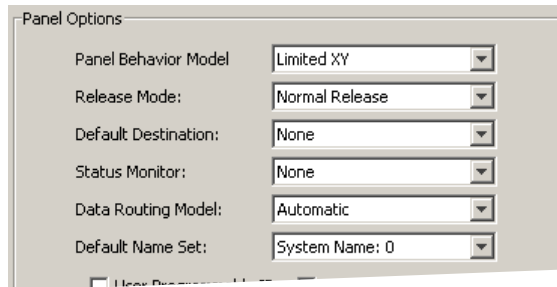 Panel Options
Panel Behavior Model Limited XY
Release Mode: Normal Release
Default Destination: None
Status Monitor: None
Data Routing Model: Automatic
Default Name Set: System Name: 0
User